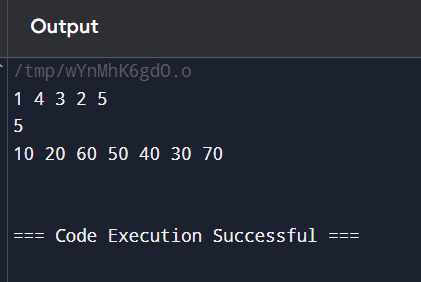 Output
/tmp/wYnMhK6gdO.o
1 4 3 2 5
5
10 20 60 50 40 30 70
=== Code Execution Successful ===